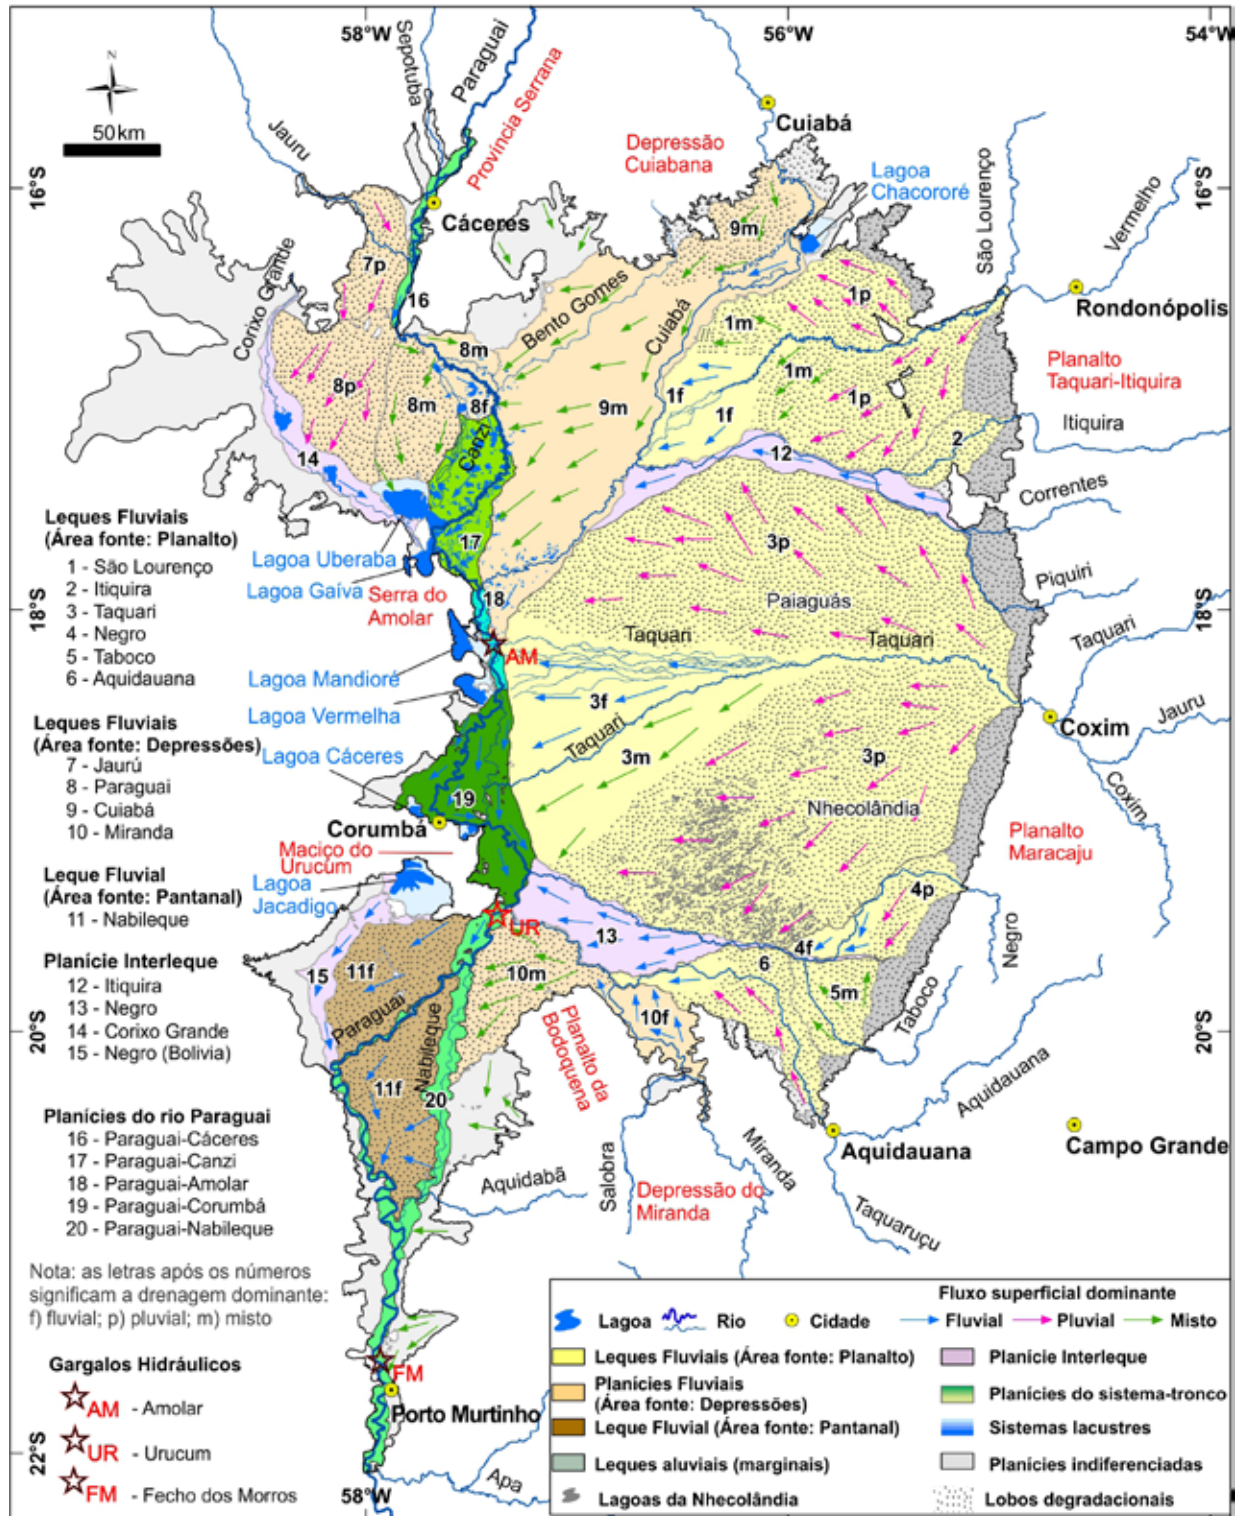 58°W
56°W
54°W
N
50km
Sepotuba
Paraguai
Jauru
Província Serrana
Cuiabá
Depressão
Cuiabana
Lagoa
Chacororé
São Lourenço
Vermelho
16°S
16°S
Cáceres
9m
7p
Corixo Grande
16
Bento Gomes
Cuiabá
1p
Rondonópolis
1m
8m
1m
Planalto
Taquari-Itiquira
8p
8m
8f
9m
1f
1f
1p
Itiquira
2
Canzi
12
14
Correntes
Leques Fluviais
(Área fonte: Planalto)
1 - São Lourenço
2 - Itiquira
3 - Taquari
4 - Negro
5 - Taboco
6 - Aquidauana
17
3p
Lagoa Uberaba
Lagoa Gaíva
Piquiri
18
Serra do
Amolar
Paiaguás
18°S
18°S
Taquari
Taquari
Taquari
AM
Lagoa Mandioré
3f
Lagoa Vermelha
Coxim
Jauru
Leques Fluviais
(Área fonte: Depressões)
7 - Jaurú
8 - Paraguai
9 - Cuiabá
10 - Miranda
Taquari
Lagoa Cáceres
3m
3p
Coxim
19
Nhecolândia
Corumbá
Planalto
Maracaju
Maciço do
Urucum
Leque Fluvial
(Área fonte: Pantanal)
11 - Nabileque
Lagoa
Jacadigo
4p
UR
Negro
13
4f
Planície Interleque
12 - Itiquira
13 - Negro
14 - Corixo Grande
15 - Negro (Bolivia)
15
11f
10m
6
5m
Taboco
Paraguai
10f
20°S
20°S
Nabileque
Planalto da
Bodoquena
11f
20
Aquidauana
Planícies do rio Paraguai
16 - Paraguai-Cáceres
17 - Paraguai-Canzi
18 - Paraguai-Amolar
19 - Paraguai-Corumbá
20 - Paraguai-Nabileque
Aquidauana
Campo Grande
Aquidabã
Salobra
Miranda
Depressão do
Miranda
Taquaruçu
Nota: as letras após os números
significam a drenagem dominante:
f) fluvial; p) pluvial; m) misto
Gargalos Hidráulicos
AM - Amolar
UR - Urucum
FM - Fecho dos Morros
FM
Porto Murtinho
22°S
58°W
Apa
Fluxo superficial dominante
Lagoa
Rio
Cidade
Fluvial
Pluvial
Misto
Leques Fluviais (Área fonte: Planalto)
Planície Interleque
Planícies Fluviais
(Área fonte: Depressões)
Planícies do sistema-tronco
Leque Fluvial (Área fonte: Pantanal)
Sistemas lacustres
Leques aluviais (marginais)
Planícies indiferenciadas
Lagoas da Nhecolândia
Lobos degradacionais